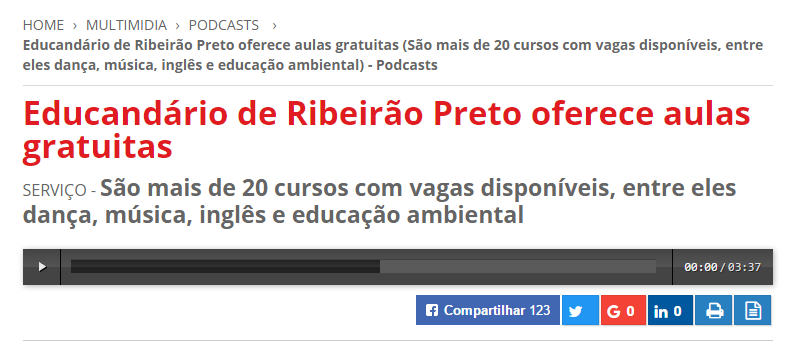 HOME › MULTIMIDIA › PODCASTS ›
Educandário de Ribeirão Preto oferece aulas gratuitas (São mais de 20 cursos com vagas disponíveis, entre
eles dança, música, inglês e educação ambiental) - Podcasts
Educandário de Ribeirão Preto oferece aulas
gratuitas
SERVIÇO - São mais de 20 cursos com vagas disponíveis, entre eles
dança, música, inglês e educação ambiental
00:00/03:37
Compartilhar 123 G 0 in 0